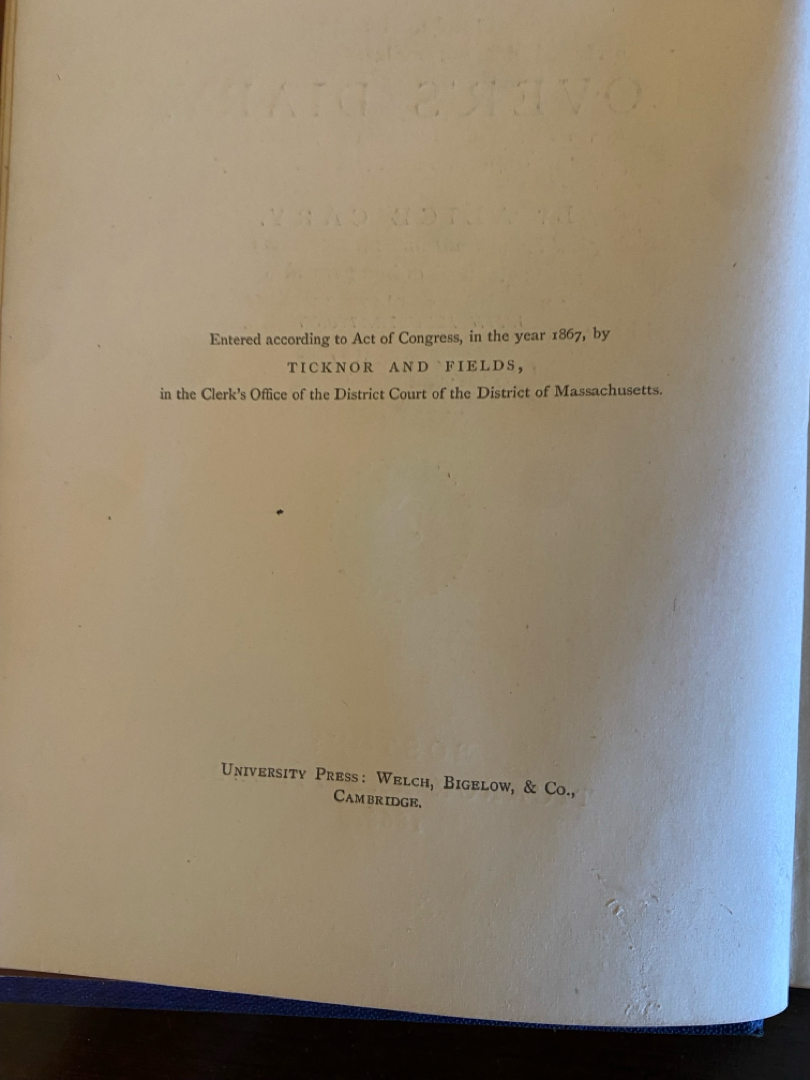 Entered according to Act of Congress, in the year 1867, by
TICKNOR AND FIELDS,
in the Clerk's Office of the District Court of the District of Massachusetts.
UNIVERSITY PRESS: WELCH, BIGELOW, & CO.,
CAMBRIDGE.